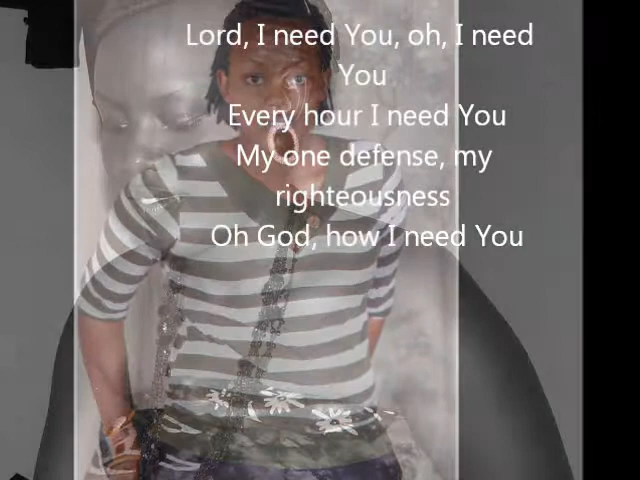 Lord, I need You, oh, I need
You
Every hour I need You
My one defense, my
righteousness
Oh God, how I need You